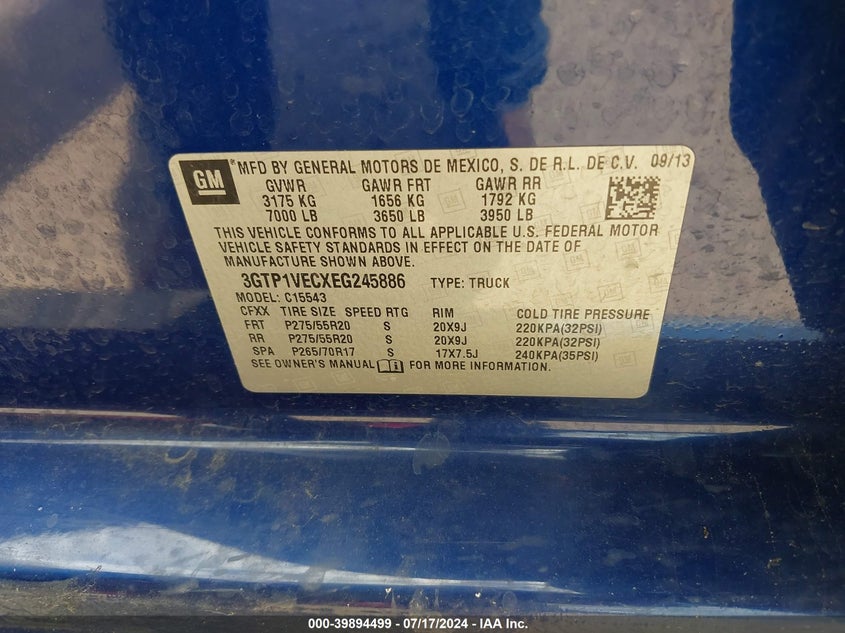 GM
® MFD BY GENERAL MOTORS DE MEXICO, S. DE R.L. DE C.V. 09/13
GVWR GAWR FRT GAWR RR
3175 KG 1656 KG 1792 KG
7000 LB 3650 LB 3950 LB
THIS VEHICLE CONFORMS TO ALL APPLICABLE U.S. FEDERAL MOTOR
VEHICLE SAFETY STANDARDS IN EFFECT ON THE DATE OF
MANUFACTURE SHOWN ABOVE.
3GTP1VECXEG245886 TYPE: TRUCK
MODEL: C15543
CFXX TIRE SIZE SPEED RTG RIM COLD TIRE PRESSURE
FRT P275/55R20 S 20X9J 220KPA(32PSI)
RR P275/55R20 S 20X9J 220KPA(32PSI)
SPA P265/70R17 S 17X7.5J 240KPA(35PSI)
SEE OWNER'S MANUAL FOR MORE INFORMATION.
000-39894499 - 07/17/2024 - IAA Inc.